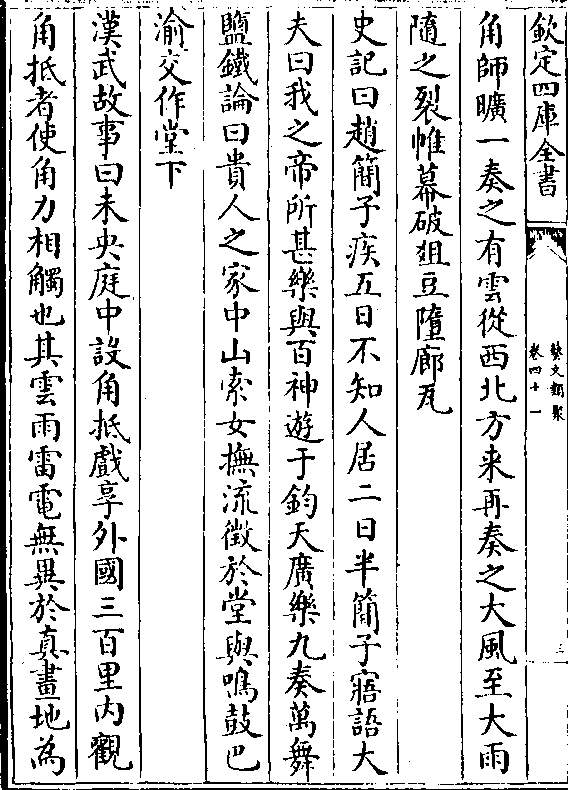 欽定四庫全書
藝文類聚
卷四十一
三
角師曠一奏之有雲從西北方来再奏之大風至大雨
隨之裂帷幕破爼豆隳廊瓦
史記曰趙簡子疾五日不知人居二日半簡子寤語大
夫曰我之帝所甚樂與百神遊于鈞天廣樂九奏萬舞
鹽鐵論曰貴人之家中山索女撫流徵於堂與鳴鼓巴
渝交作堂下
漢武故事曰未央庭中設角抵戲享外國三百里内觀
角抵者使角力相觸也其雲雨雷電無異於真畫地為